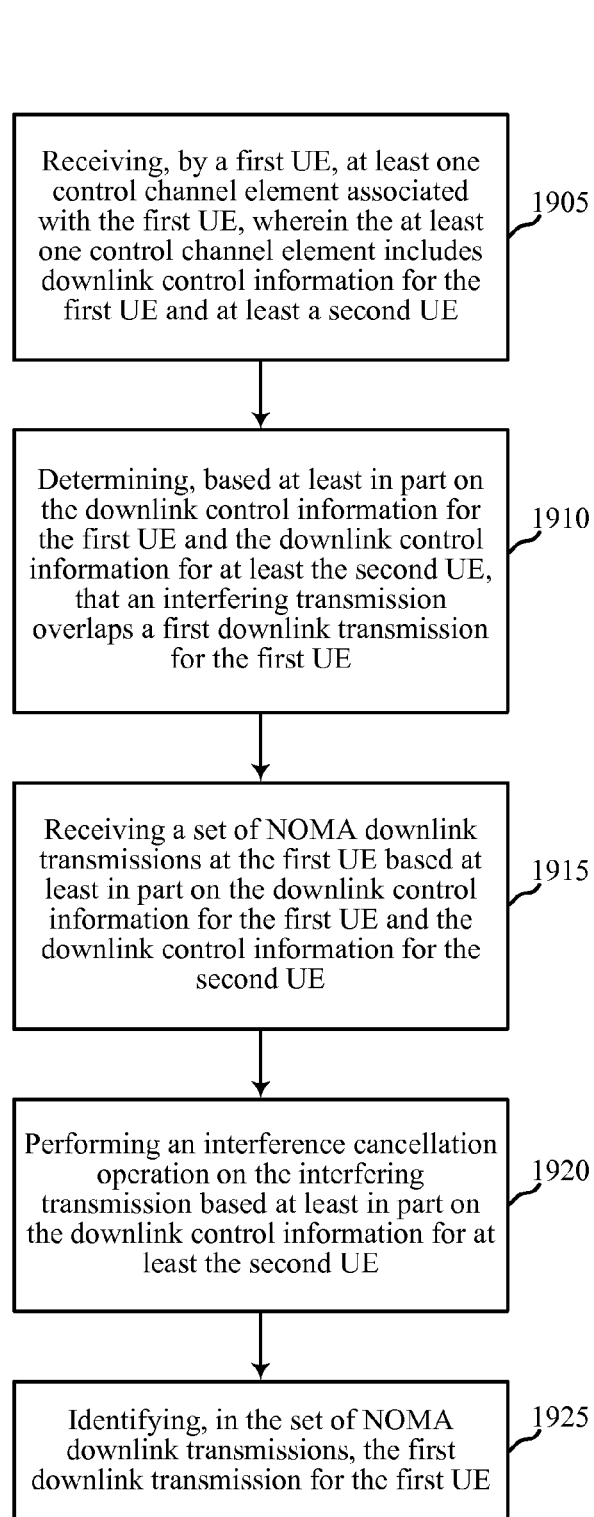 Receiving, by a first UE, at least one
control channel element associated
with the first UE, wherein the at least
one control channel element includes
downlink control information for the
first UE and at least a second UE
1905
Determining, based at least in part on
the downlink control information for
the first UE and the downlink control
information for at least the second UE,
that an interfering transmission
overlaps a first downlink transmission
for the first UE
1910
Receiving a set of NOMA downlink
transmissions at the first UE based at
least in part on the downlink control
information for the first UE and the
downlink control information for the
second UE
1915
Performing an interference cancellation
operation on the interfering
transmission based at least in part on
the downlink control information for at
least the second UE
1920
Identifying, in the set of NOMA
downlink transmissions, the first
downlink transmission for the first UE
1925